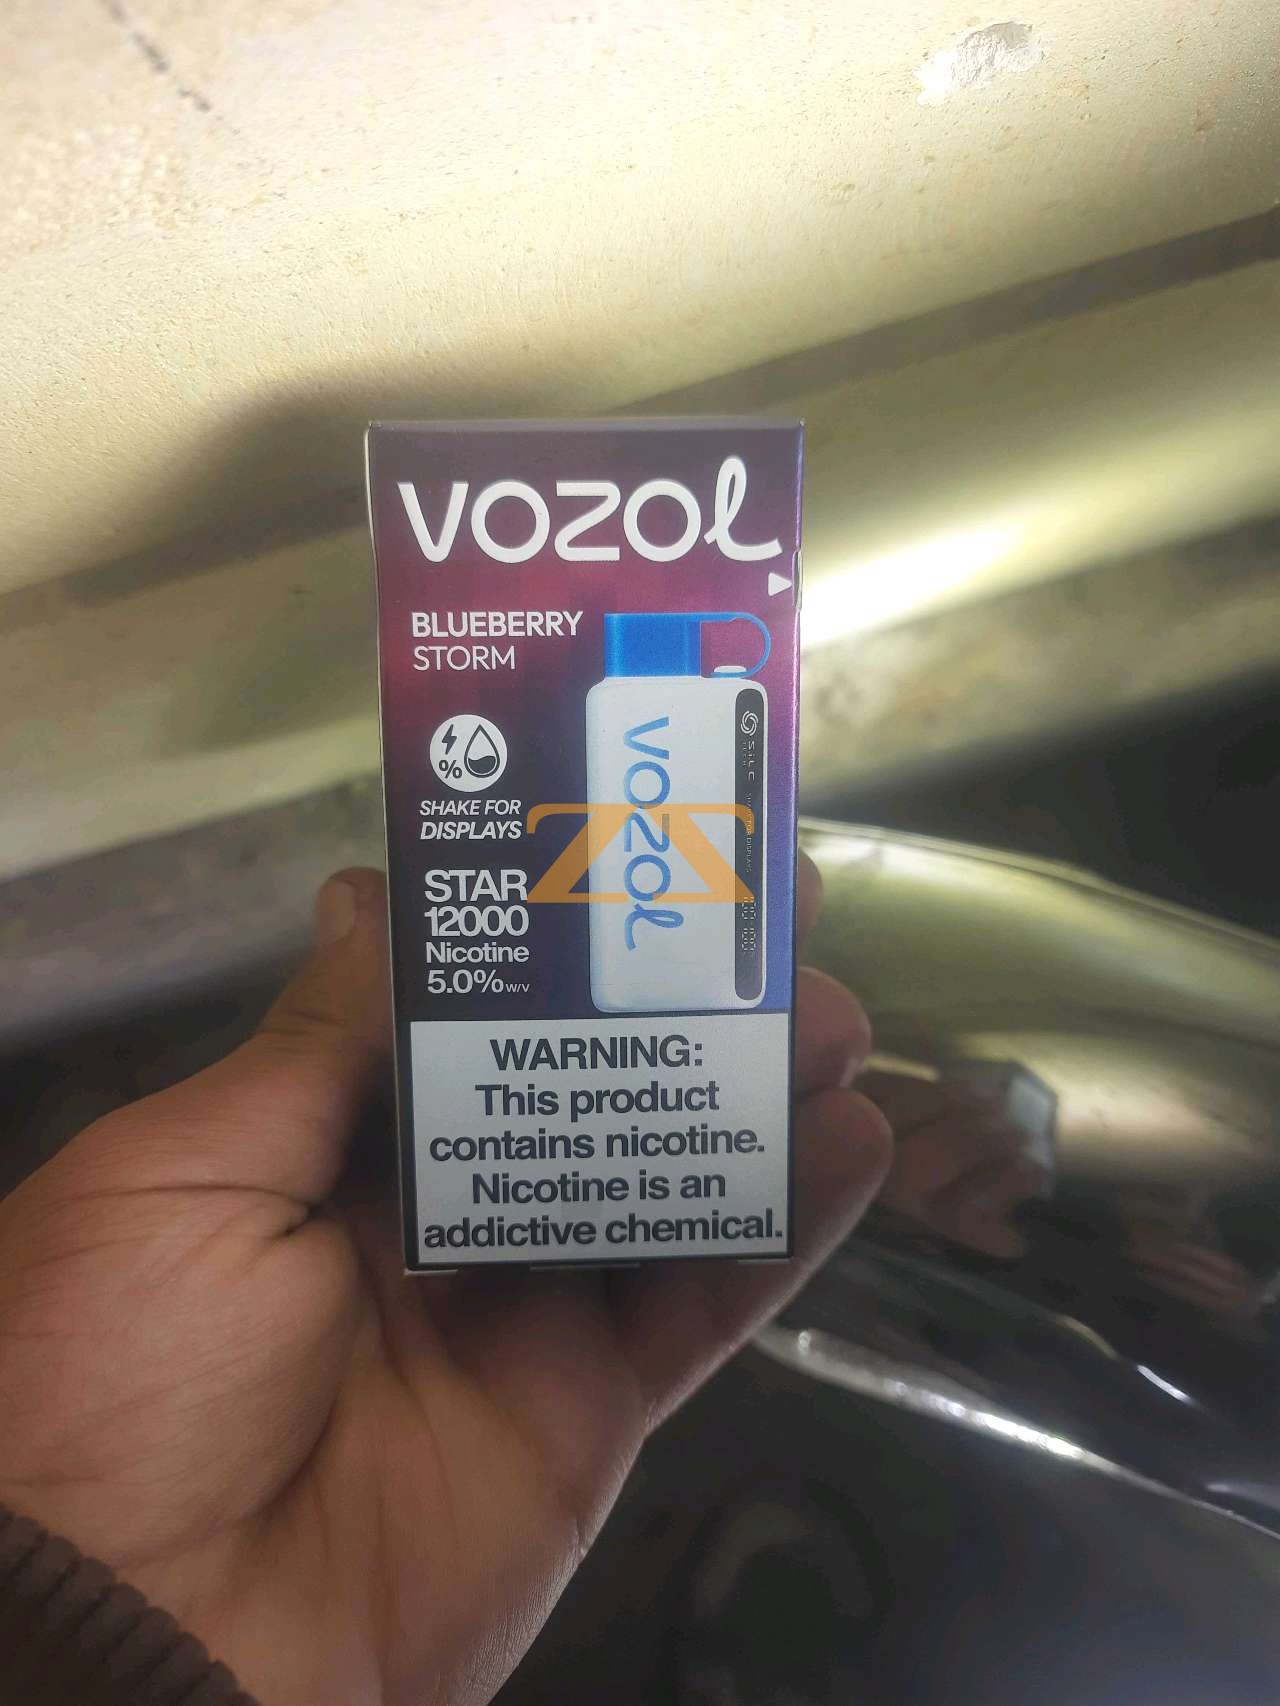 VOZOL
BLUEBERRY
STORM
%
SHAKE FOR
DISPLAYS
STAR
12000
Nicotine
5.0% w/v
VOZOL
SiLC
WARNING:
This product
contains nicotine.
Nicotine is an
addictive chemical.